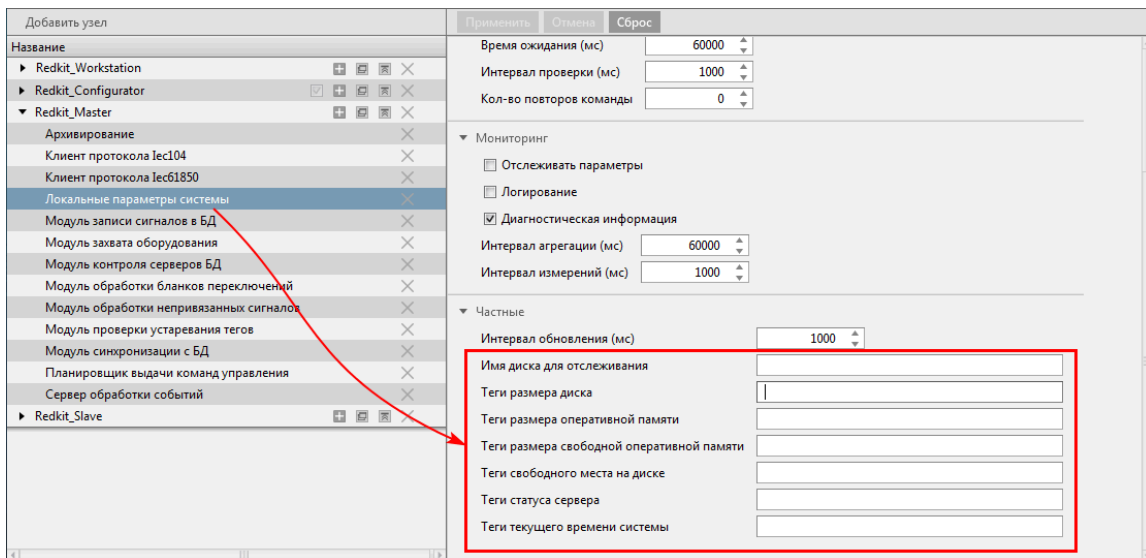 Добавить узел
Название
Redkit_Workstation
Redkit_Configurator
Redkit_Master
Архивирование
Клиент протокола Iec104
Клиент протокола Iec61850
Локальные параметры системы
Модуль записи сигналов в БД
Модуль захвата оборудования
Модуль контроля серверов БД
Модуль обработки бланков переключений
Модуль обработки непривязанных сигналов
Модуль проверки устаревания тегов
Модуль синхронизации с БД
Планировщик выдачи команд управления
Сервер обработки событий
Redkit_Slave
Применить Отмена Сброс
Время ожидания (мс) 60000
Интервал проверки (мс) 1000
Кол-во повторов команды 0
Мониторинг
Отслеживать параметры
Логирование
Диагностическая информация
Интервал агрегации (мс) 60000
Интервал измерений (мс) 1000
Частные
Интервал обновления (мс) 1000
Имя диска для отслеживания
Теги размера диска
Теги размера оперативной памяти
Теги размера свободной оперативной памяти
Теги свободного места на диске
Теги статуса сервера
Теги текущего времени системы